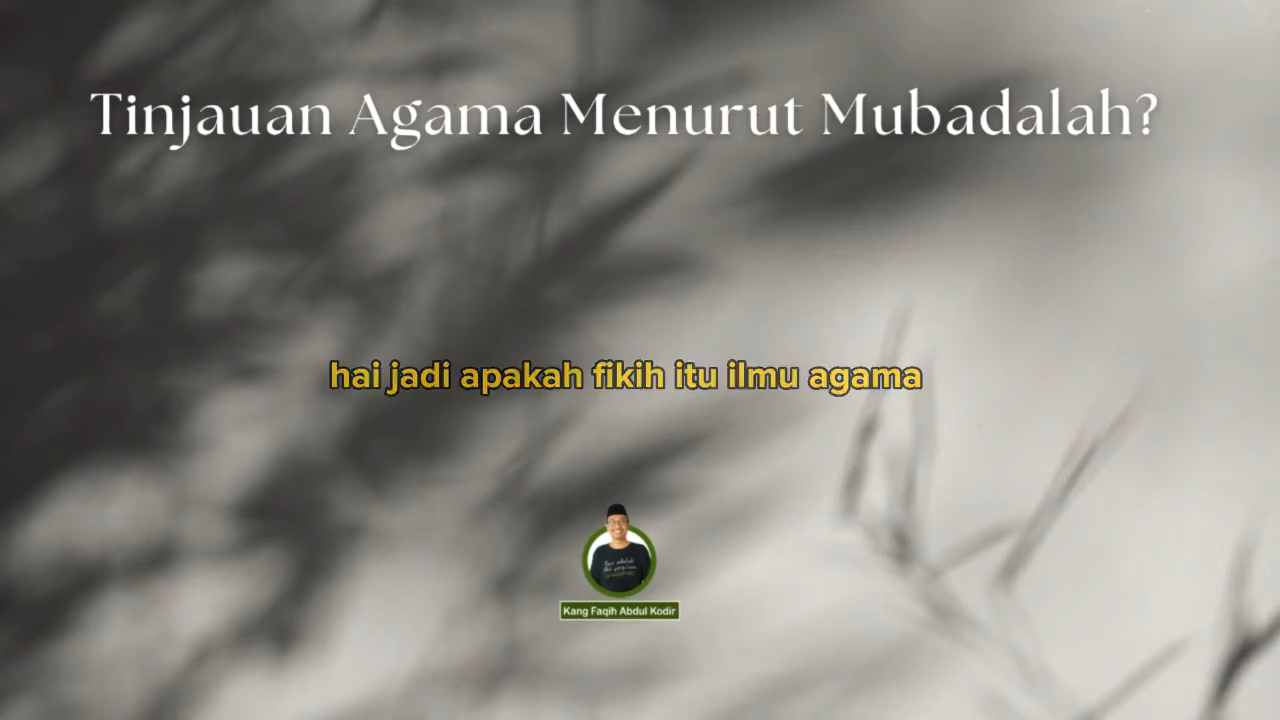 Tinjauan Agama Menurut Mubadalah?
hai jadi apakah fikih itu ilmu agama
Kang Faqih Abdul Kodir